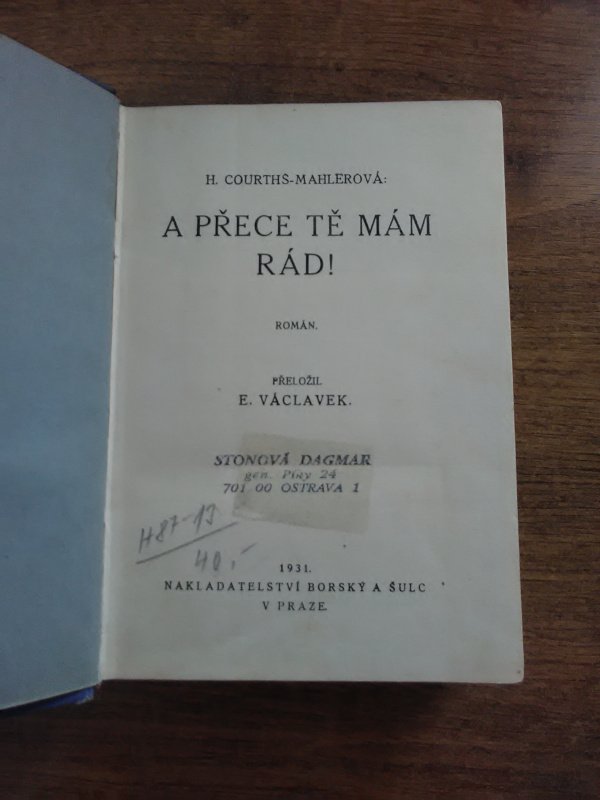 H. COURTHS-MAHLEROVÁ:
A PŘECE TĚ MÁM
RÁD!
ROMÁN.
PŘELOŽIL
E. VÁCLAVEK.
STONOVÁ DAGMAR
gen. Píky 24
701 00 OSTRAVA 1
H87-13
40,-
1931.
NAKLADATELSTVÍ BORSKÝ A ŠULC
V PRAZE.